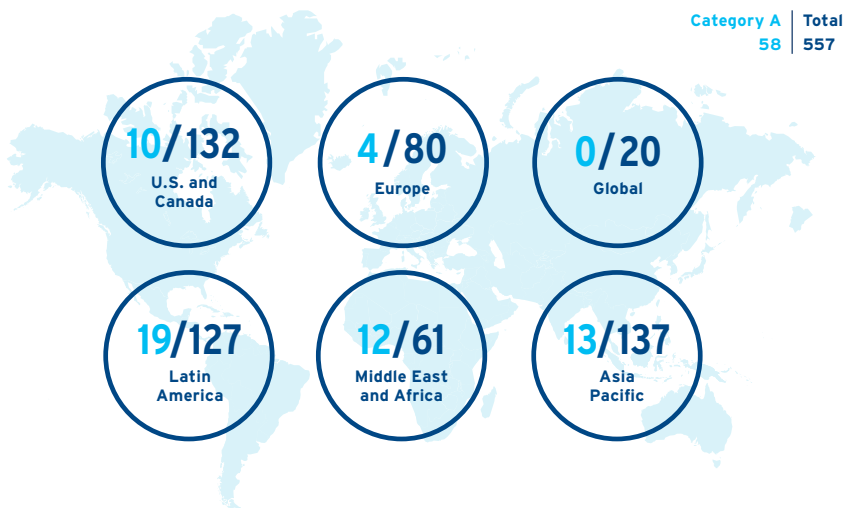 Category A | Total
58 | 557
10/132
U.S. and
Canada
4/80
Europe
0/20
Global
19/127
Latin
America
12/61
Middle East
and Africa
13/137
Asia
Pacific